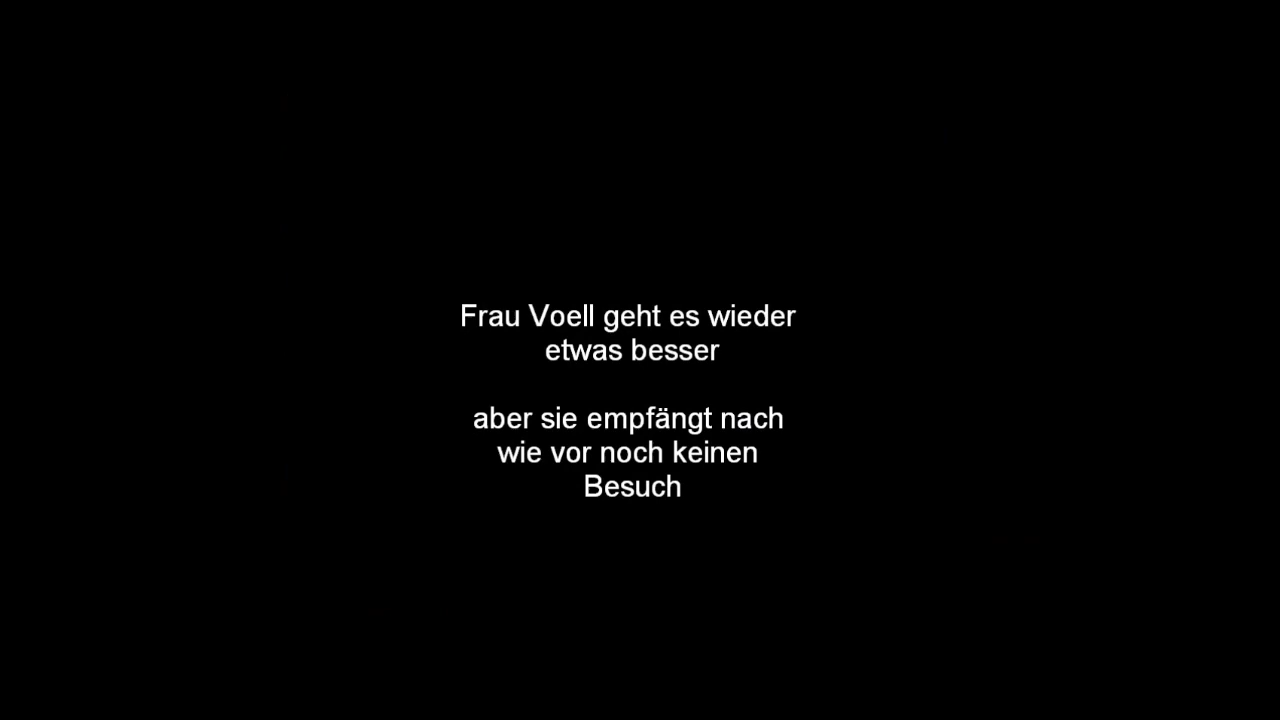 Frau Voell geht es wieder
etwas besser
aber sie empfängt nach
wie vor noch keinen
Besuch